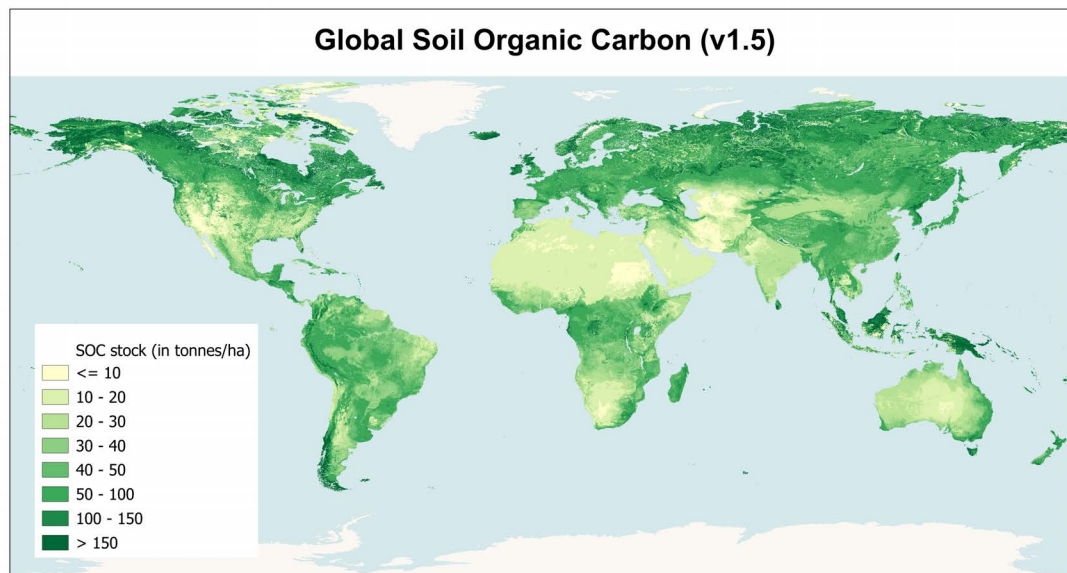 Global Soil Organic Carbon (v1.5)
SOC stock (in tonnes/ha)
<= 10
10 - 20
20 - 30
30 - 40
40 - 50
50 - 100
100 - 150
> 150